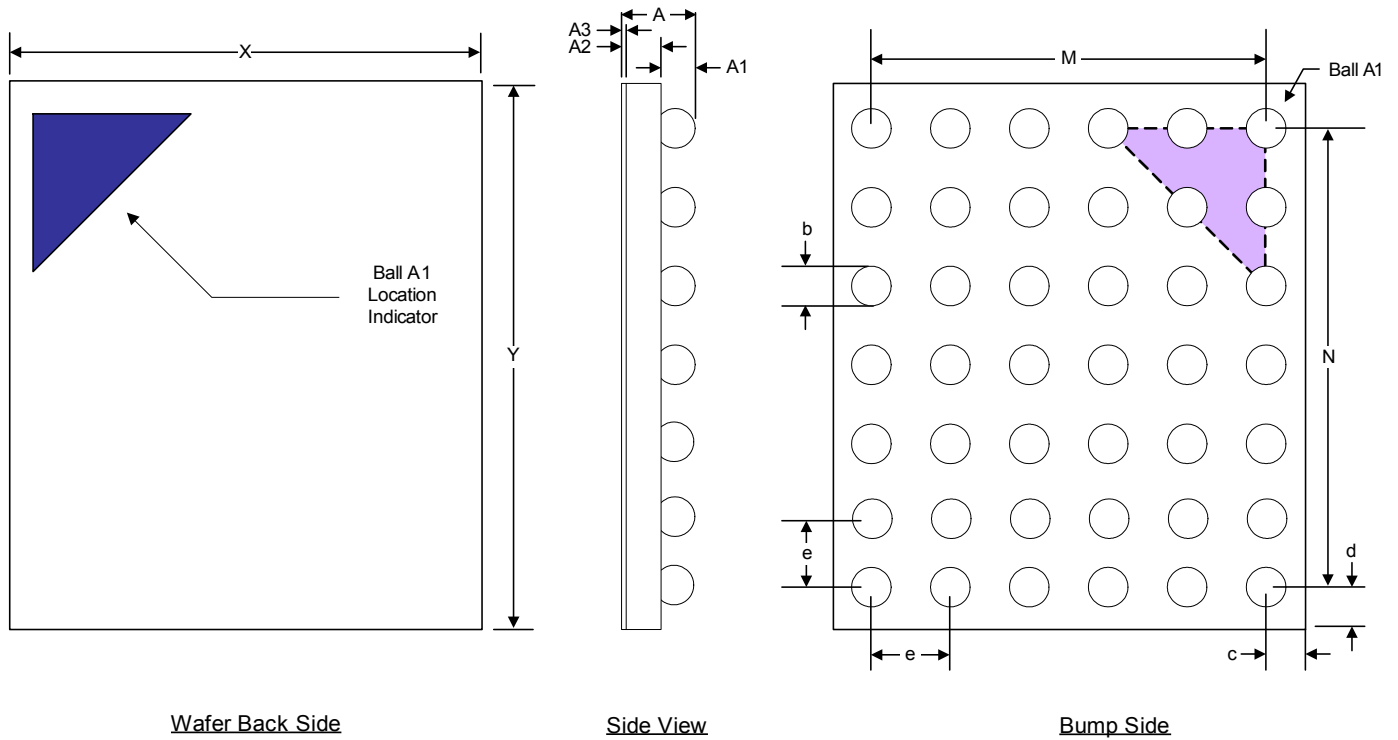 X
Y
Ball A1
Location
Indicator
Wafer Back Side
A
A3
A2
A1
Side View
M
Ball A1
b
N
e
d
e
c
Bump Side